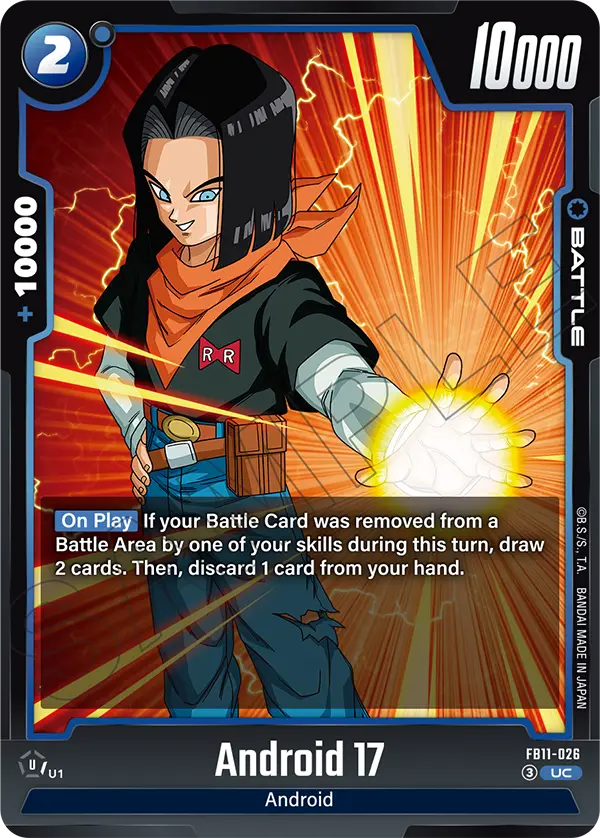 2
10000
+ 10000
BATTLE
RR
SAMPLE
On Play If your Battle Card was removed from a
Battle Area by one of your skills during this turn, draw
2 cards. Then, discard 1 card from your hand.
©B.S./S., T.A. BANDAI MADE IN JAPAN
U/U1
Android 17
FB11-026
3 UC
Android